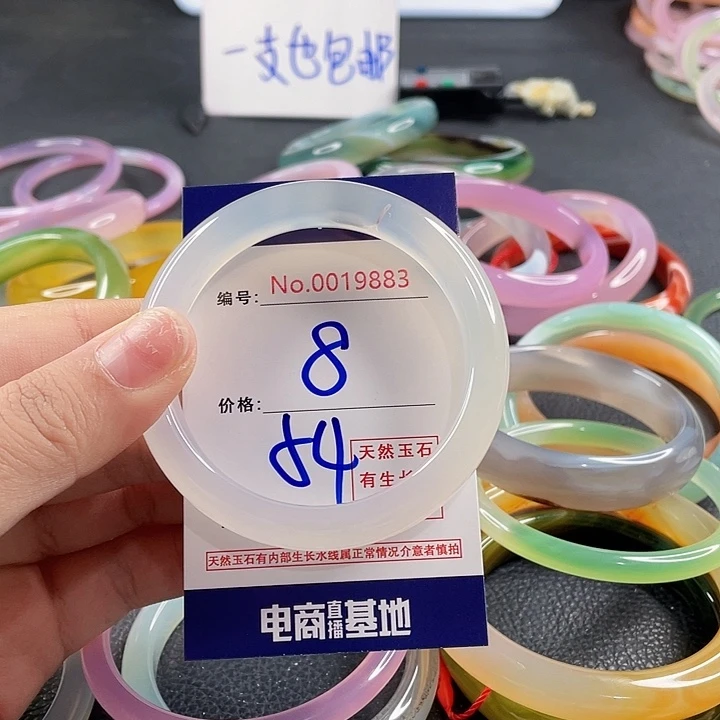 一支也包邮
编号: No.0019883
8
价格:
54
天然玉石
有生长
天然玉石有内部生长水线属正常情况介意者慎拍
电商直播基地